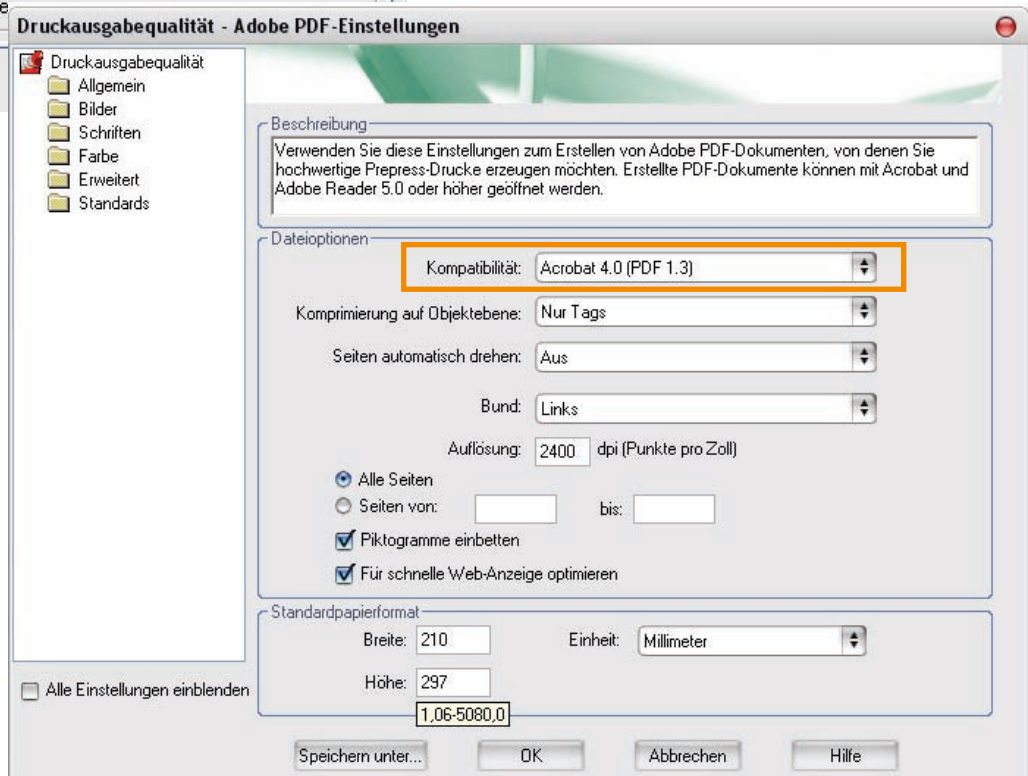 e
Druckausgabequalität - Adobe PDF-Einstellungen
Druckausgabequalität
Allgemein
Bilder
Schriften
Farbe
Erweitert
Standards
Beschreibung
Verwenden Sie diese Einstellungen zum Erstellen von Adobe PDF-Dokumenten, von denen Sie
hochwertige Prepress-Drucke erzeugen möchten. Erstellte PDF-Dokumente können mit Acrobat und
Adobe Reader 5.0 oder höher geöffnet werden.
Dateioptionen
Kompatibilität: Acrobat 4.0 (PDF 1.3)
Komprimierung auf Objektebene: Nur Tags
Seiten automatisch drehen: Aus
Bund: Links
Auflösung: 2400 dpi (Punkte pro Zoll)
Alle Seiten
Seiten von: bis:
Piktogramme einbetten
Für schnelle Web-Anzeige optimieren
Standardpapierformat
Breite: 210 Einheit: Millimeter
Höhe: 297
1,06-5080,0
Alle Einstellungen einblenden
Speichern unter... OK Abbrechen Hilfe